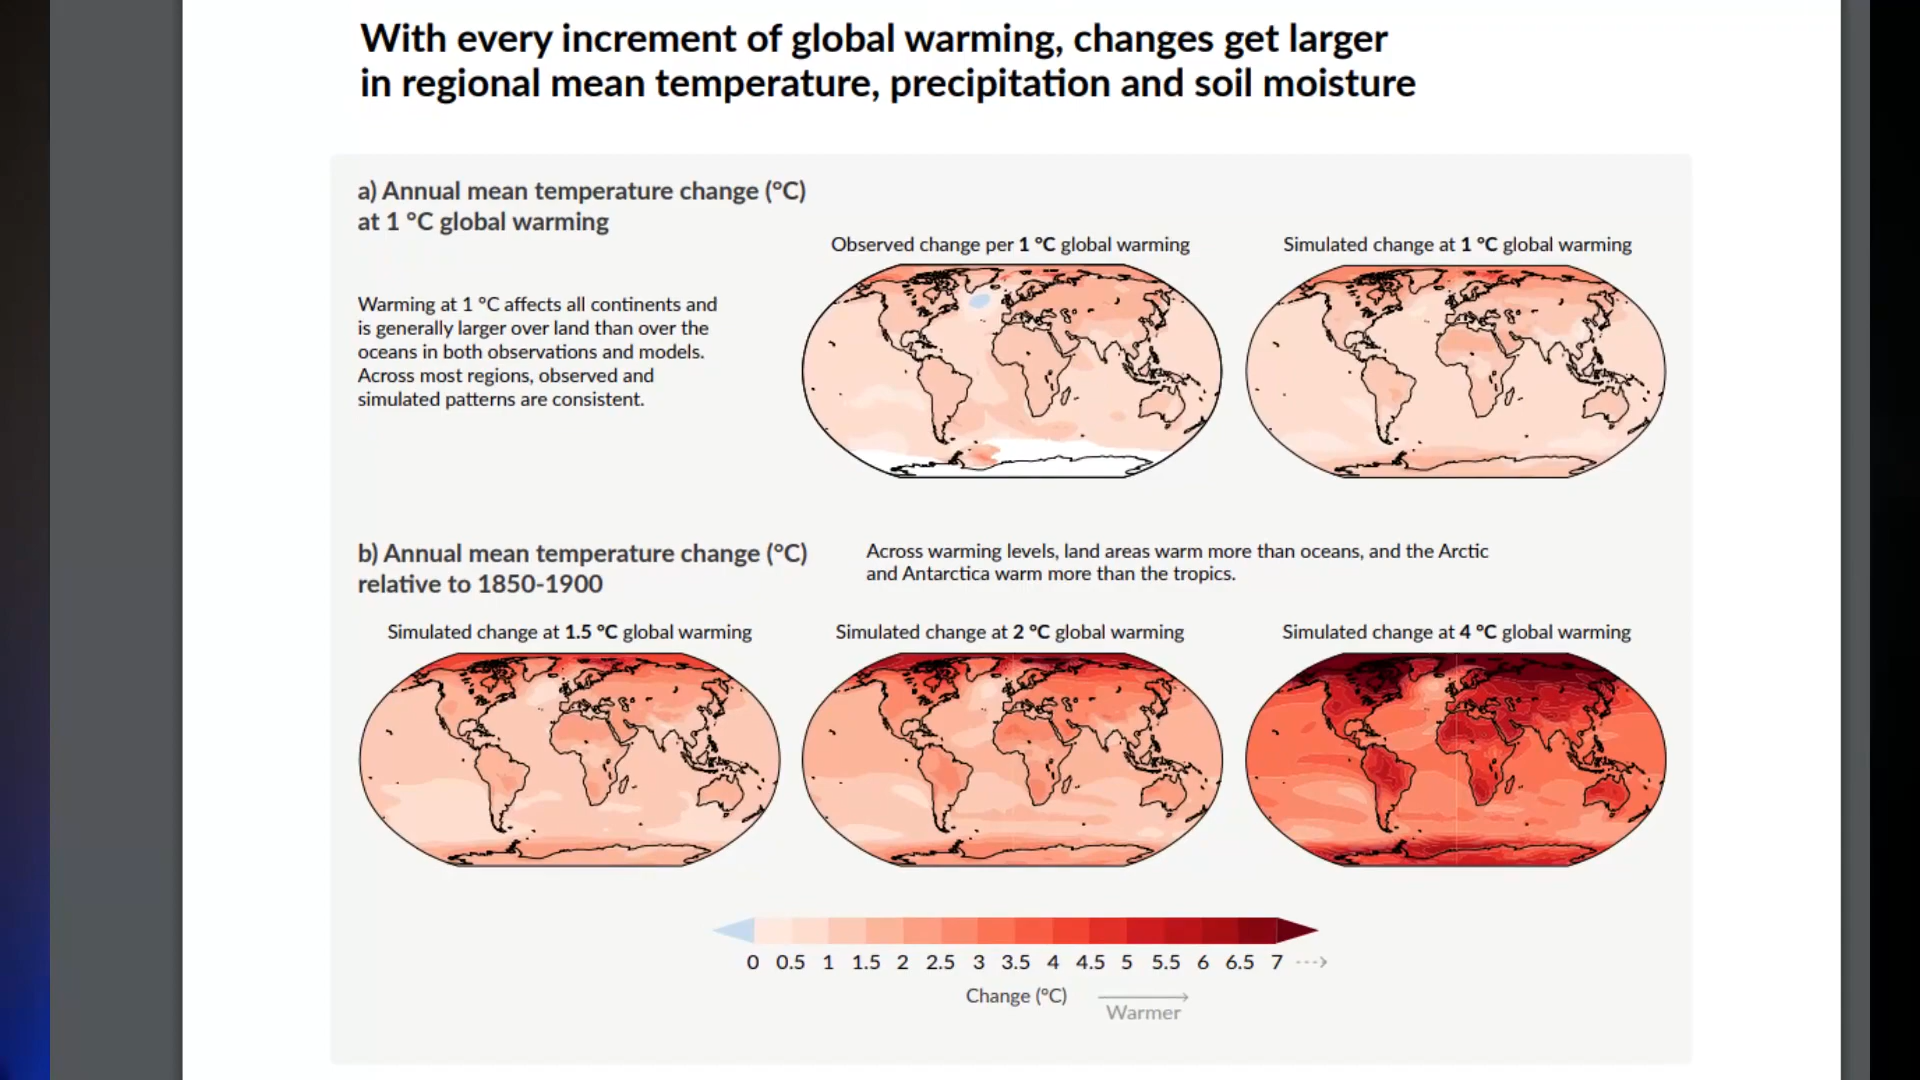 With every increment of global warming, changes get larger
in regional mean temperature, precipitation and soil moisture
a) Annual mean temperature change (°C)
at 1 °C global warming
Warming at 1 °C affects all continents and
is generally larger over land than over the
oceans in both observations and models.
Across most regions, observed and
simulated patterns are consistent.
Observed change per 1 °C global warming
Simulated change at 1 °C global warming
b) Annual mean temperature change (°C)
relative to 1850-1900
Across warming levels, land areas warm more than oceans, and the Arctic
and Antarctica warm more than the tropics.
Simulated change at 1.5 °C global warming
Simulated change at 2 °C global warming
Simulated change at 4 °C global warming
0 0.5 1 1.5 2 2.5 3 3.5 4 4.5 5 5.5 6 6.5 7
Change (°C)
Warmer